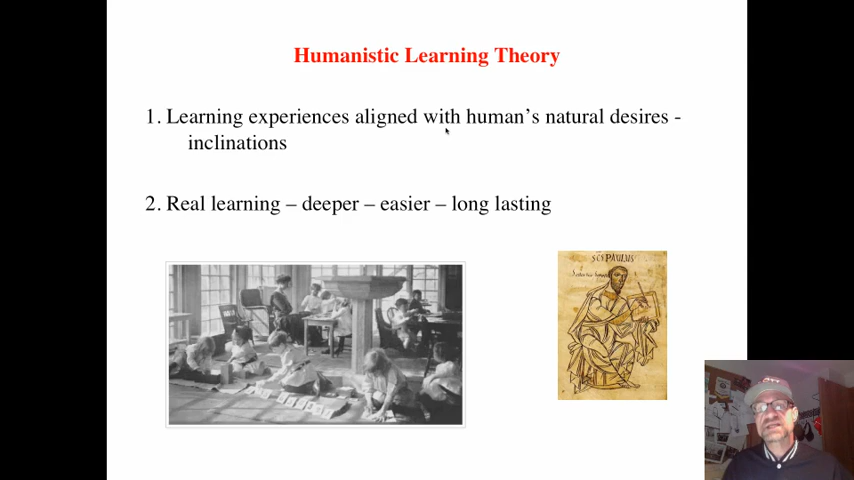 Humanistic Learning Theory
1. Learning experiences aligned with human's natural desires -
inclinations
2. Real learning – deeper – easier – long lasting